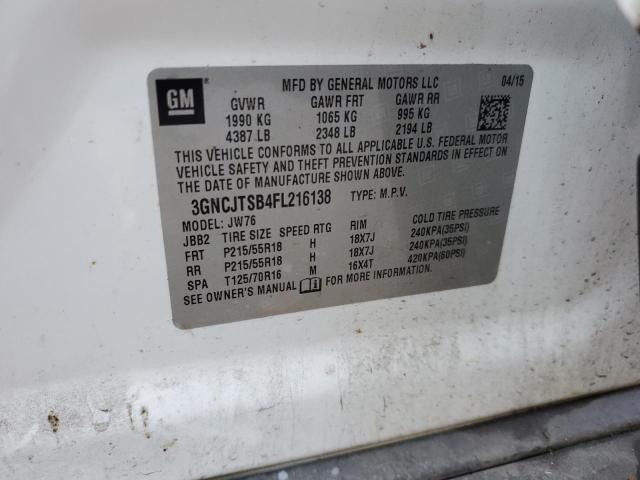 MFD BY GENERAL MOTORS LLC 04/15
GM
GVWR GAWR FRT GAWR RR
1990 KG 1065 KG 995 KG
4387 LB 2348 LB 2194 LB
THIS VEHICLE CONFORMS TO ALL APPLICABLE U.S. FEDERAL MOTOR
VEHICLE SAFETY AND THEFT PREVENTION STANDARDS IN EFFECT ON
THE DATE OF MANUFACTURE SHOWN ABOVE.
3GNCJTSB4FL216138 TYPE: M.P.V.
MODEL: JW76
JBB2 TIRE SIZE SPEED RTG RIM COLD TIRE PRESSURE
FRT P215/55R18 H 18X7J 240KPA(35PSI)
RR P215/55R18 H 18X7J 240KPA(35PSI)
SPA T125/70R16 M 16X4T 420KPA(60PSI)
SEE OWNER'S MANUAL FOR MORE INFORMATION.